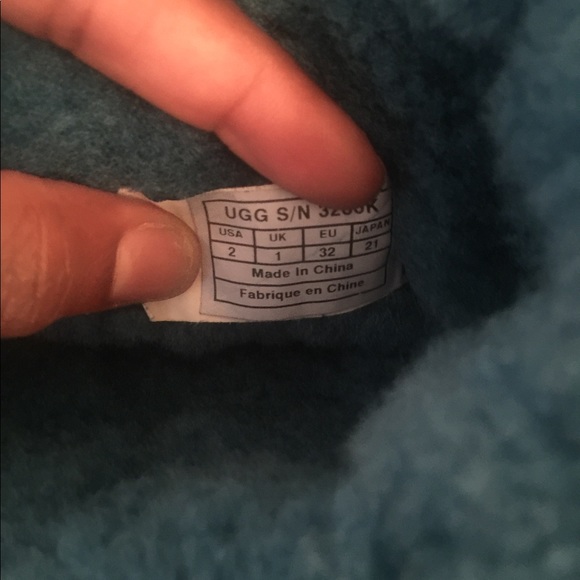 UGG S/N
USA UK EU JAPAN
2 1 32 21
Made In China
Fabrique en Chine